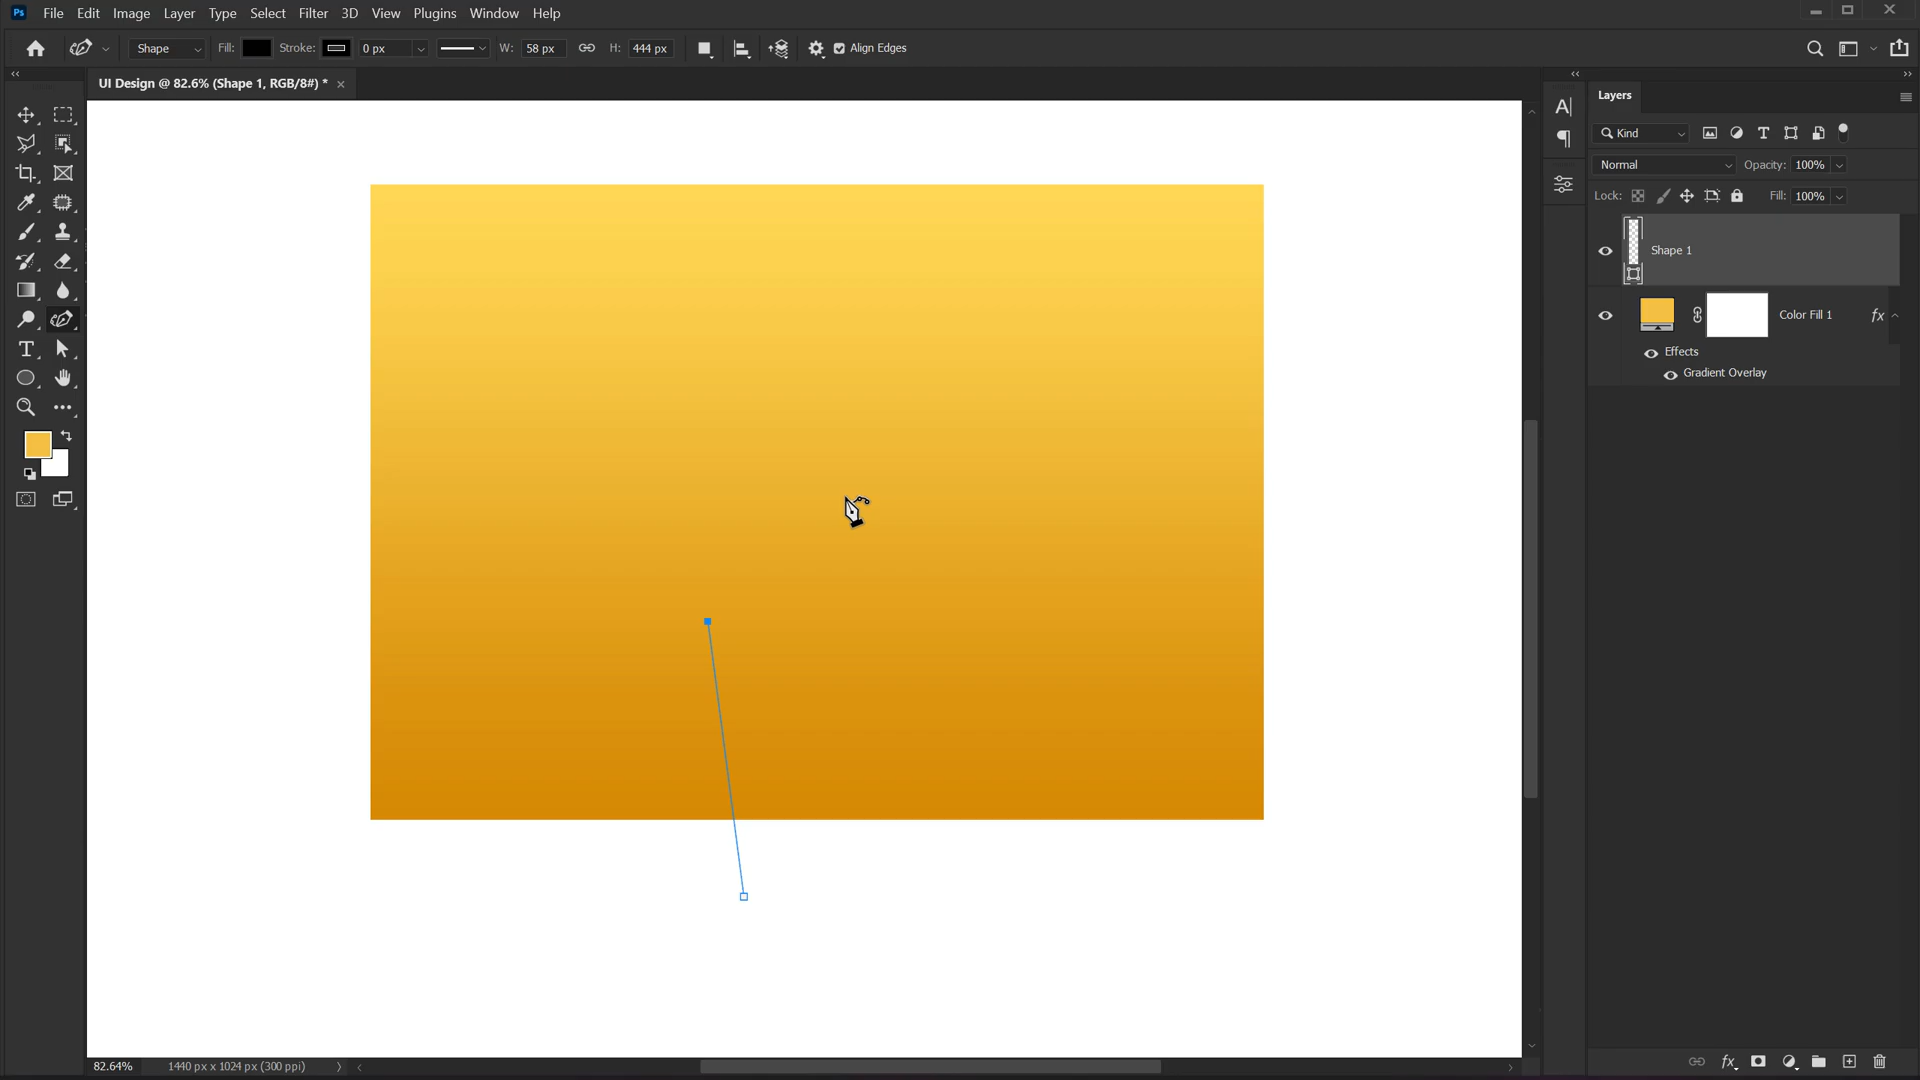 Ps File Edit Image Layer Type Select Filter 3D View Plugins Window Help
Shape Fill: Stroke: 0 px W: 58 px H: 444 px Align Edges
UI Design @ 82.6% (Shape 1, RGB/8#) * ×
Layers
Kind
Normal Opacity: 100%
Lock: Fill: 100%
Shape 1
Color Fill 1 fx
Effects
Gradient Overlay
82.64% 1440 px x 1024 px (300 ppi)
fx